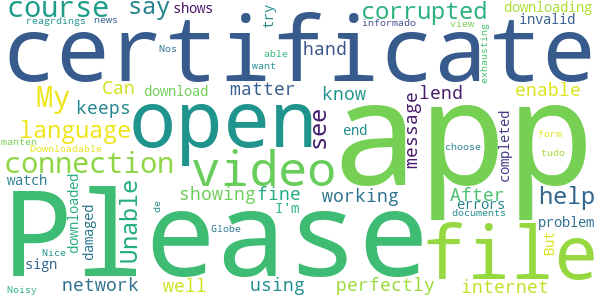 course say shows try reagrdings news corrupted informado view downloading invalid
certificate
Nos able want hand exhausting
My Can download matter know lend enable
keeps open see message app
language manten Downloadable end completed choose form tudo
connection video
watch downloaded damaged Unable showing fine I'm working After errors documents help
Please de Globe file But problem
sign Nice
Noisy network well using perfectly internet